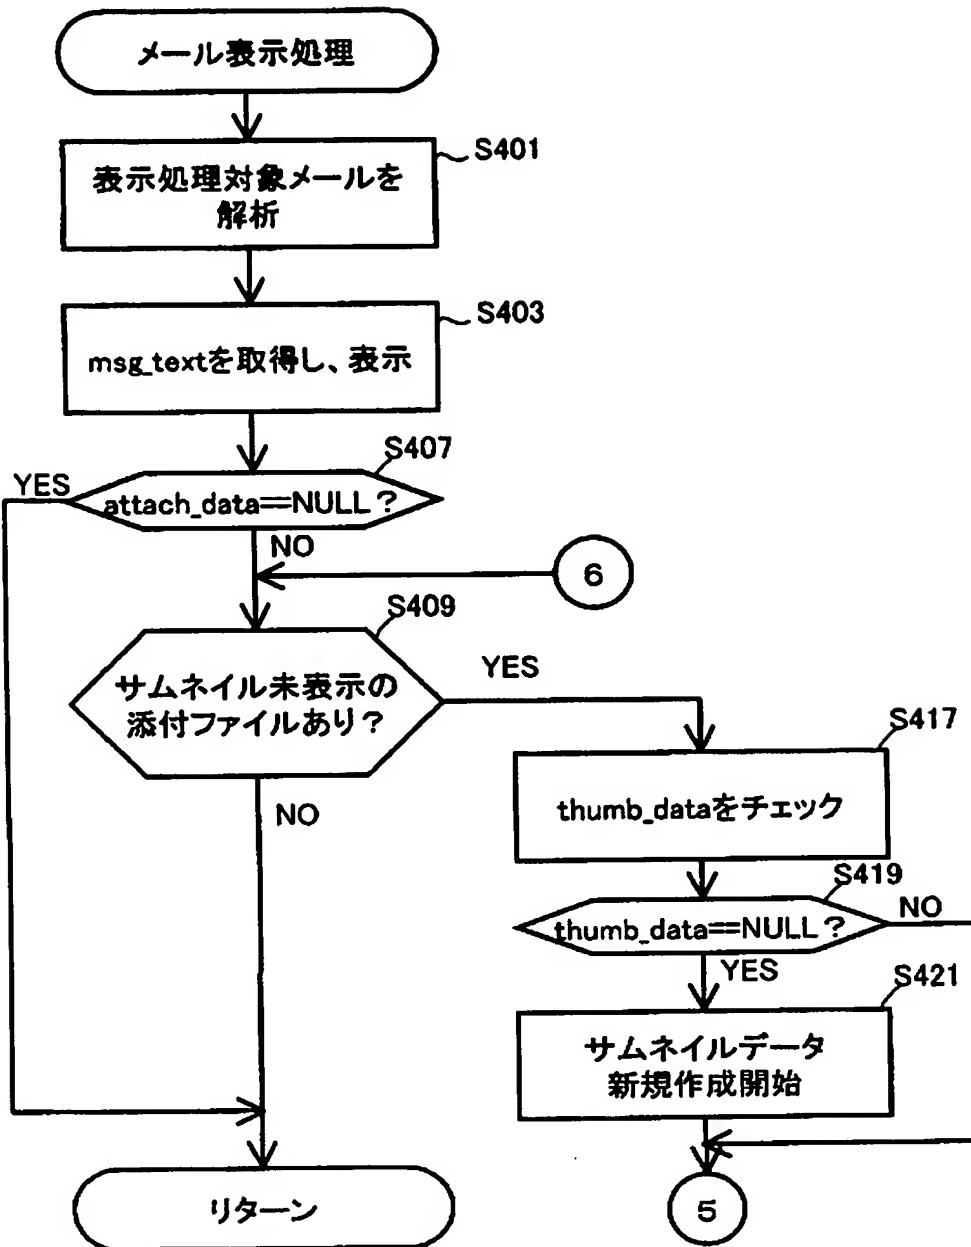 メール表示処理
S401
表示処理対象メールを
解析
S403
msg_textを取得し、表示
S407
YES
attach_data==NULL?
NO
6
S409
サムネイル未表示の
添付ファイルあり?
YES
NO
S417
thumb_dataをチェック
S419
thumb_data==NULL?
NO
YES
S421
サムネイルデータ
新規作成開始
リターン
5